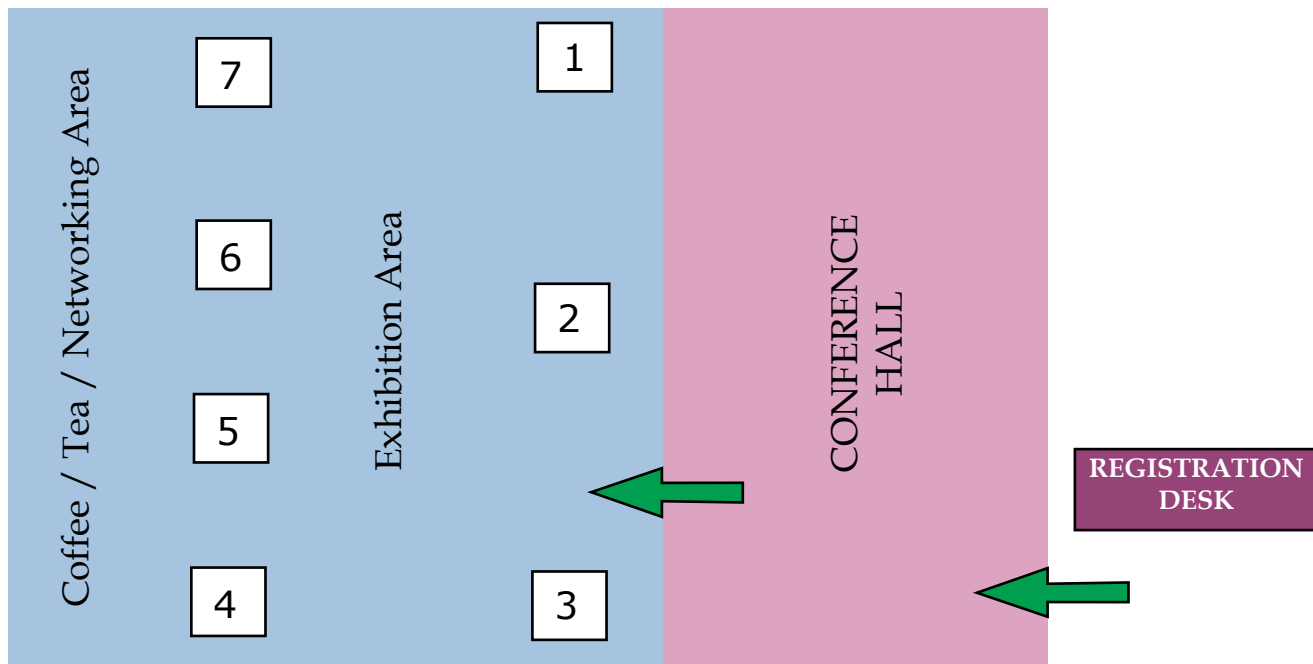 Coffee / Tea / Networking Area
7
6
5
4
Exhibition Area
1
2
3
CONFERENCE
HALL
REGISTRATION
DESK